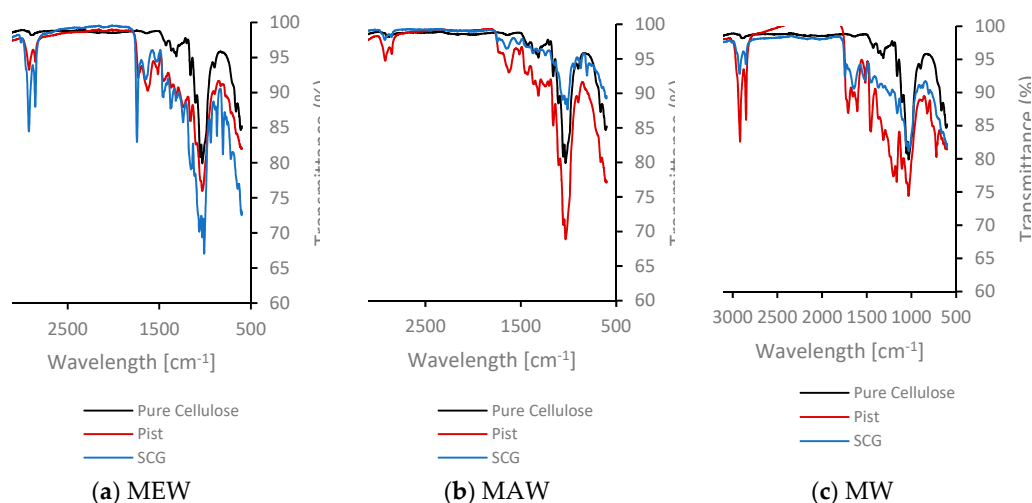 100
95
90
85
80
75
70
65
60
2500 1500 500
Wavelength [cm-1]
Pure Cellulose
Pist
SCG
(a) MEW
100
95
90
85
80
75
70
65
60
2500 1500 500
Wavelength [cm-1]
Pure Cellulose
Pist
SCG
(b) MAW
100
95
90
85
80
75
70
65
60
Transmittance (%)
3000 2500 2000 1500 1000 500
Wavelength [cm-1]
Pure Cellulose
Pist
SCG
(c) MW